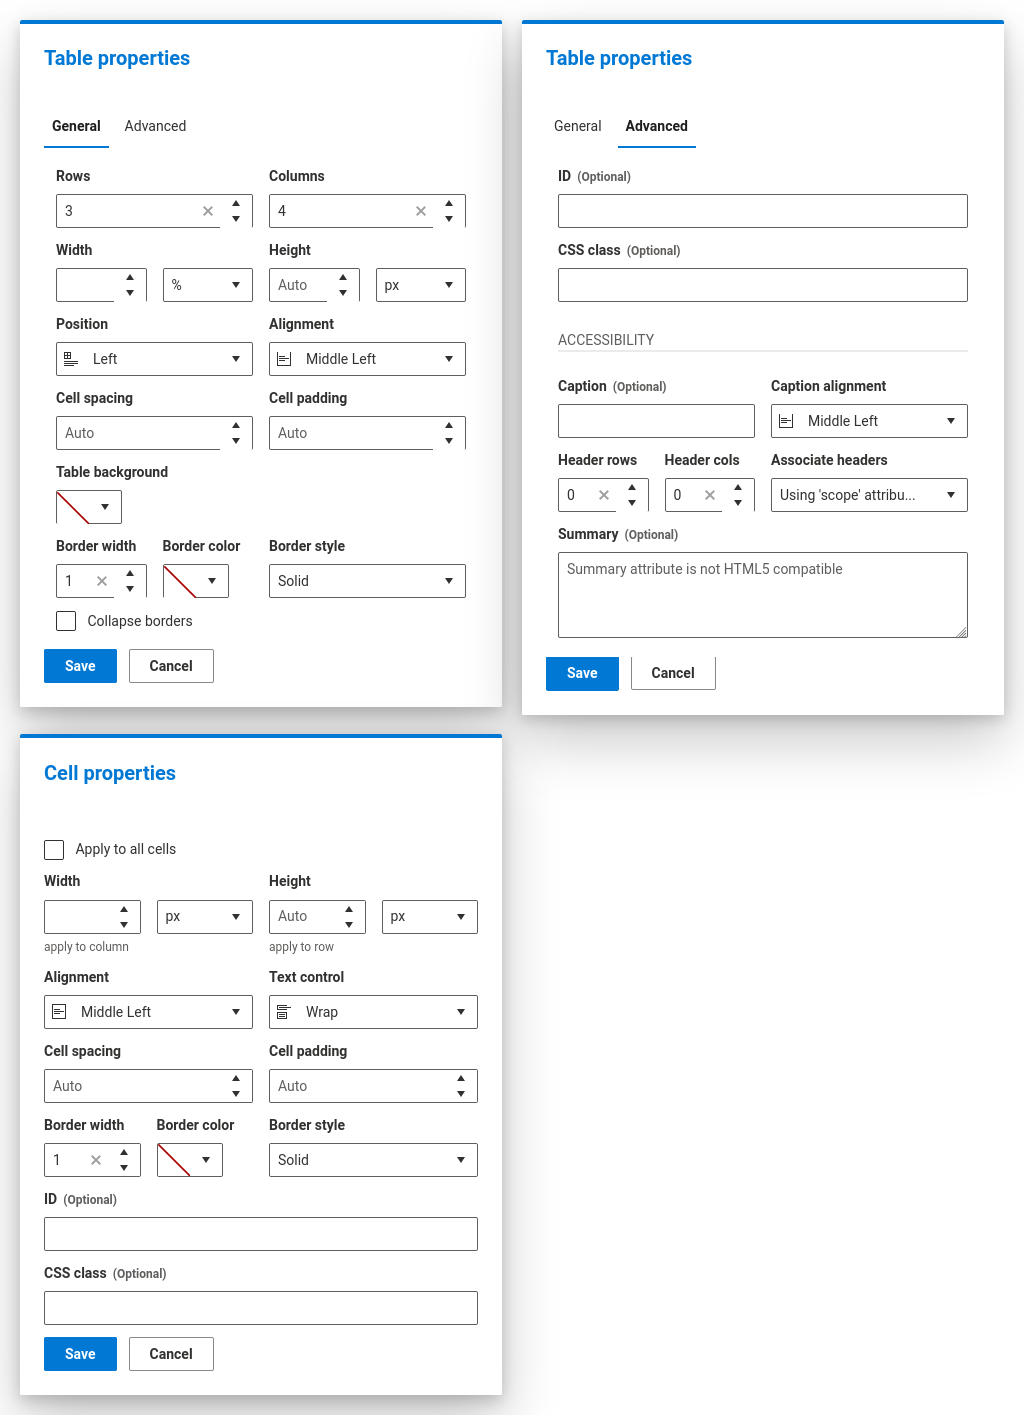 Table properties
General Advanced
Rows Columns
3 4
Width Height
% Auto px
Position Alignment
Left Middle Left
Cell spacing Cell padding
Auto Auto
Table background
Border width Border color Border style
1 Solid
Collapse borders
Save Cancel
Table properties
General Advanced
ID (Optional)
CSS class (Optional)
ACCESSIBILITY
Caption (Optional) Caption alignment
Middle Left
Header rows Header cols Associate headers
0 0 Using 'scope' attribu...
Summary (Optional)
Summary attribute is not HTML5 compatible
Save Cancel
Cell properties
Apply to all cells
Width Height
px Auto px
apply to column apply to row
Alignment Text control
Middle Left Wrap
Cell spacing Cell padding
Auto Auto
Border width Border color Border style
1 Solid
ID (Optional)
CSS class (Optional)
Save Cancel